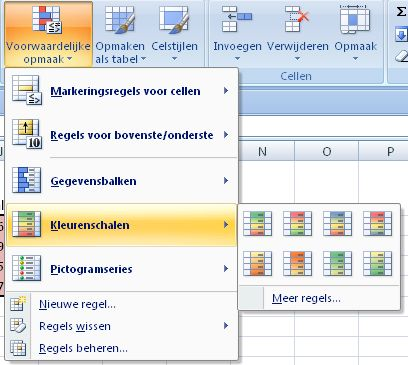 Voorwaardelijke opmaak
Opmaken als tabel
Celstijlen
Invoegen
Verwijderen
Opmaak
Cellen
Markeringsregels voor cellen
Regels voor bovenste/onderste
10
N O P
Gegevensbalken
Kleurenschalen
Pictogramseries
Meer regels...
Nieuwe regel...
Regels wissen
Regels beheren...